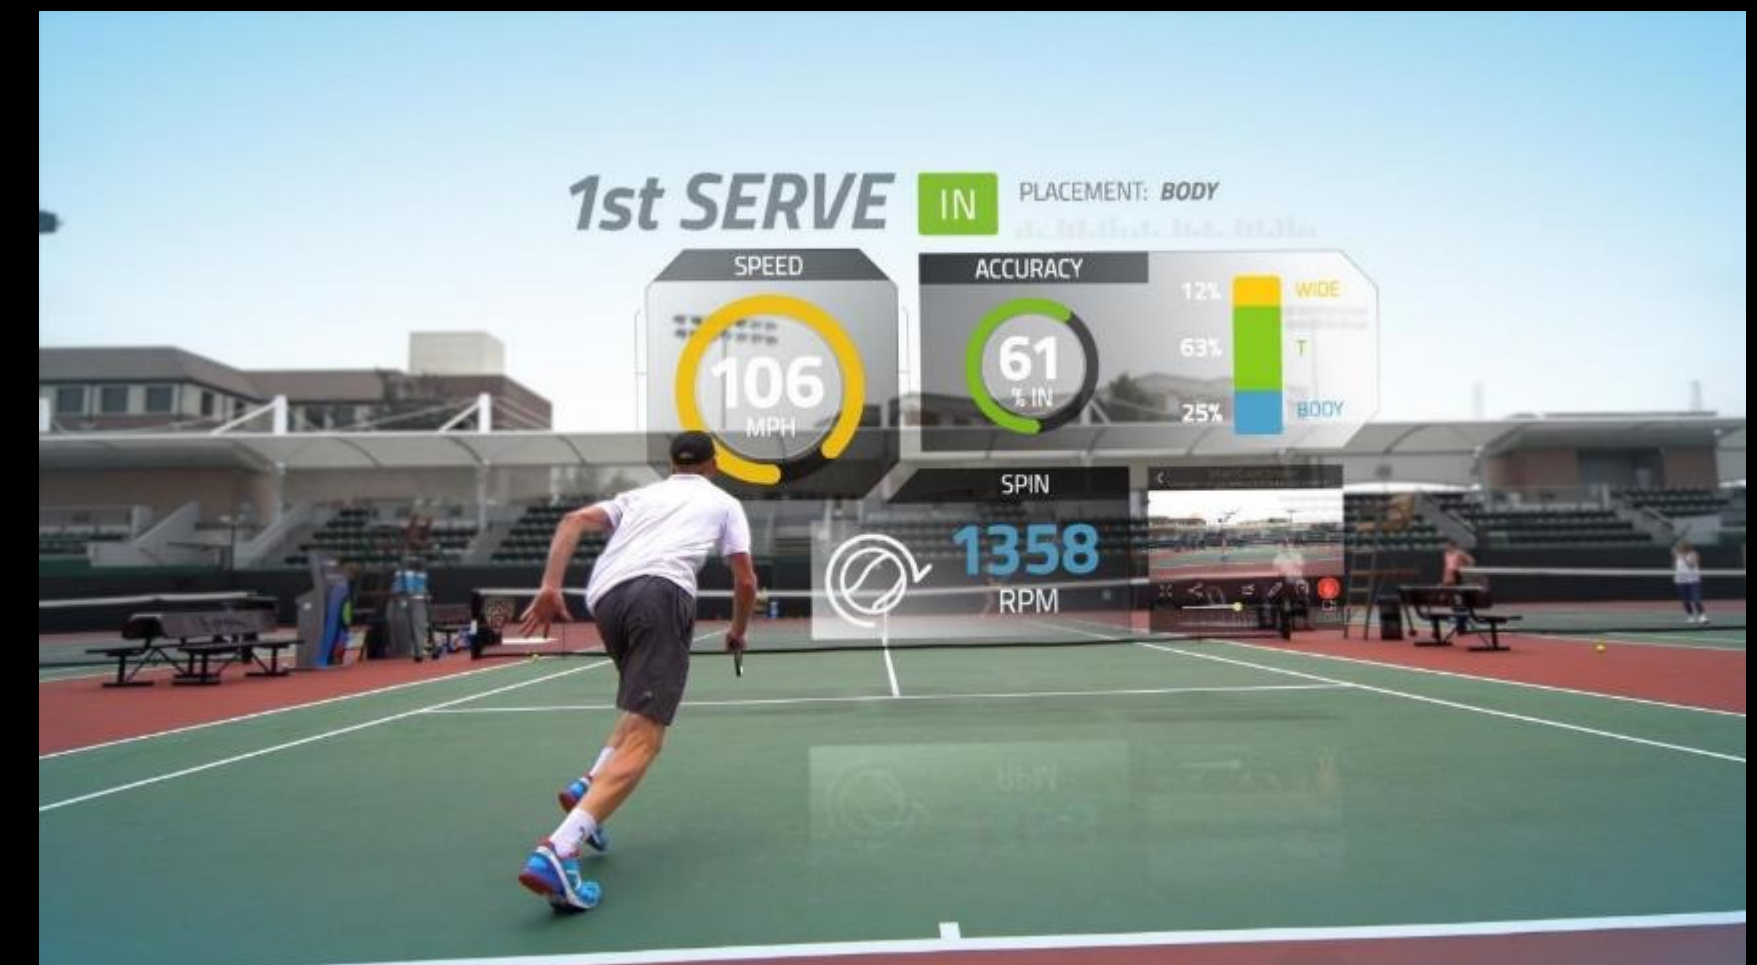 1st SERVE IN PLACEMENT: BODY
SPEED
106
MPH
ACCURACY
61
% IN
12% WIDE
63% T
25% BODY
SPIN
1358
RPM